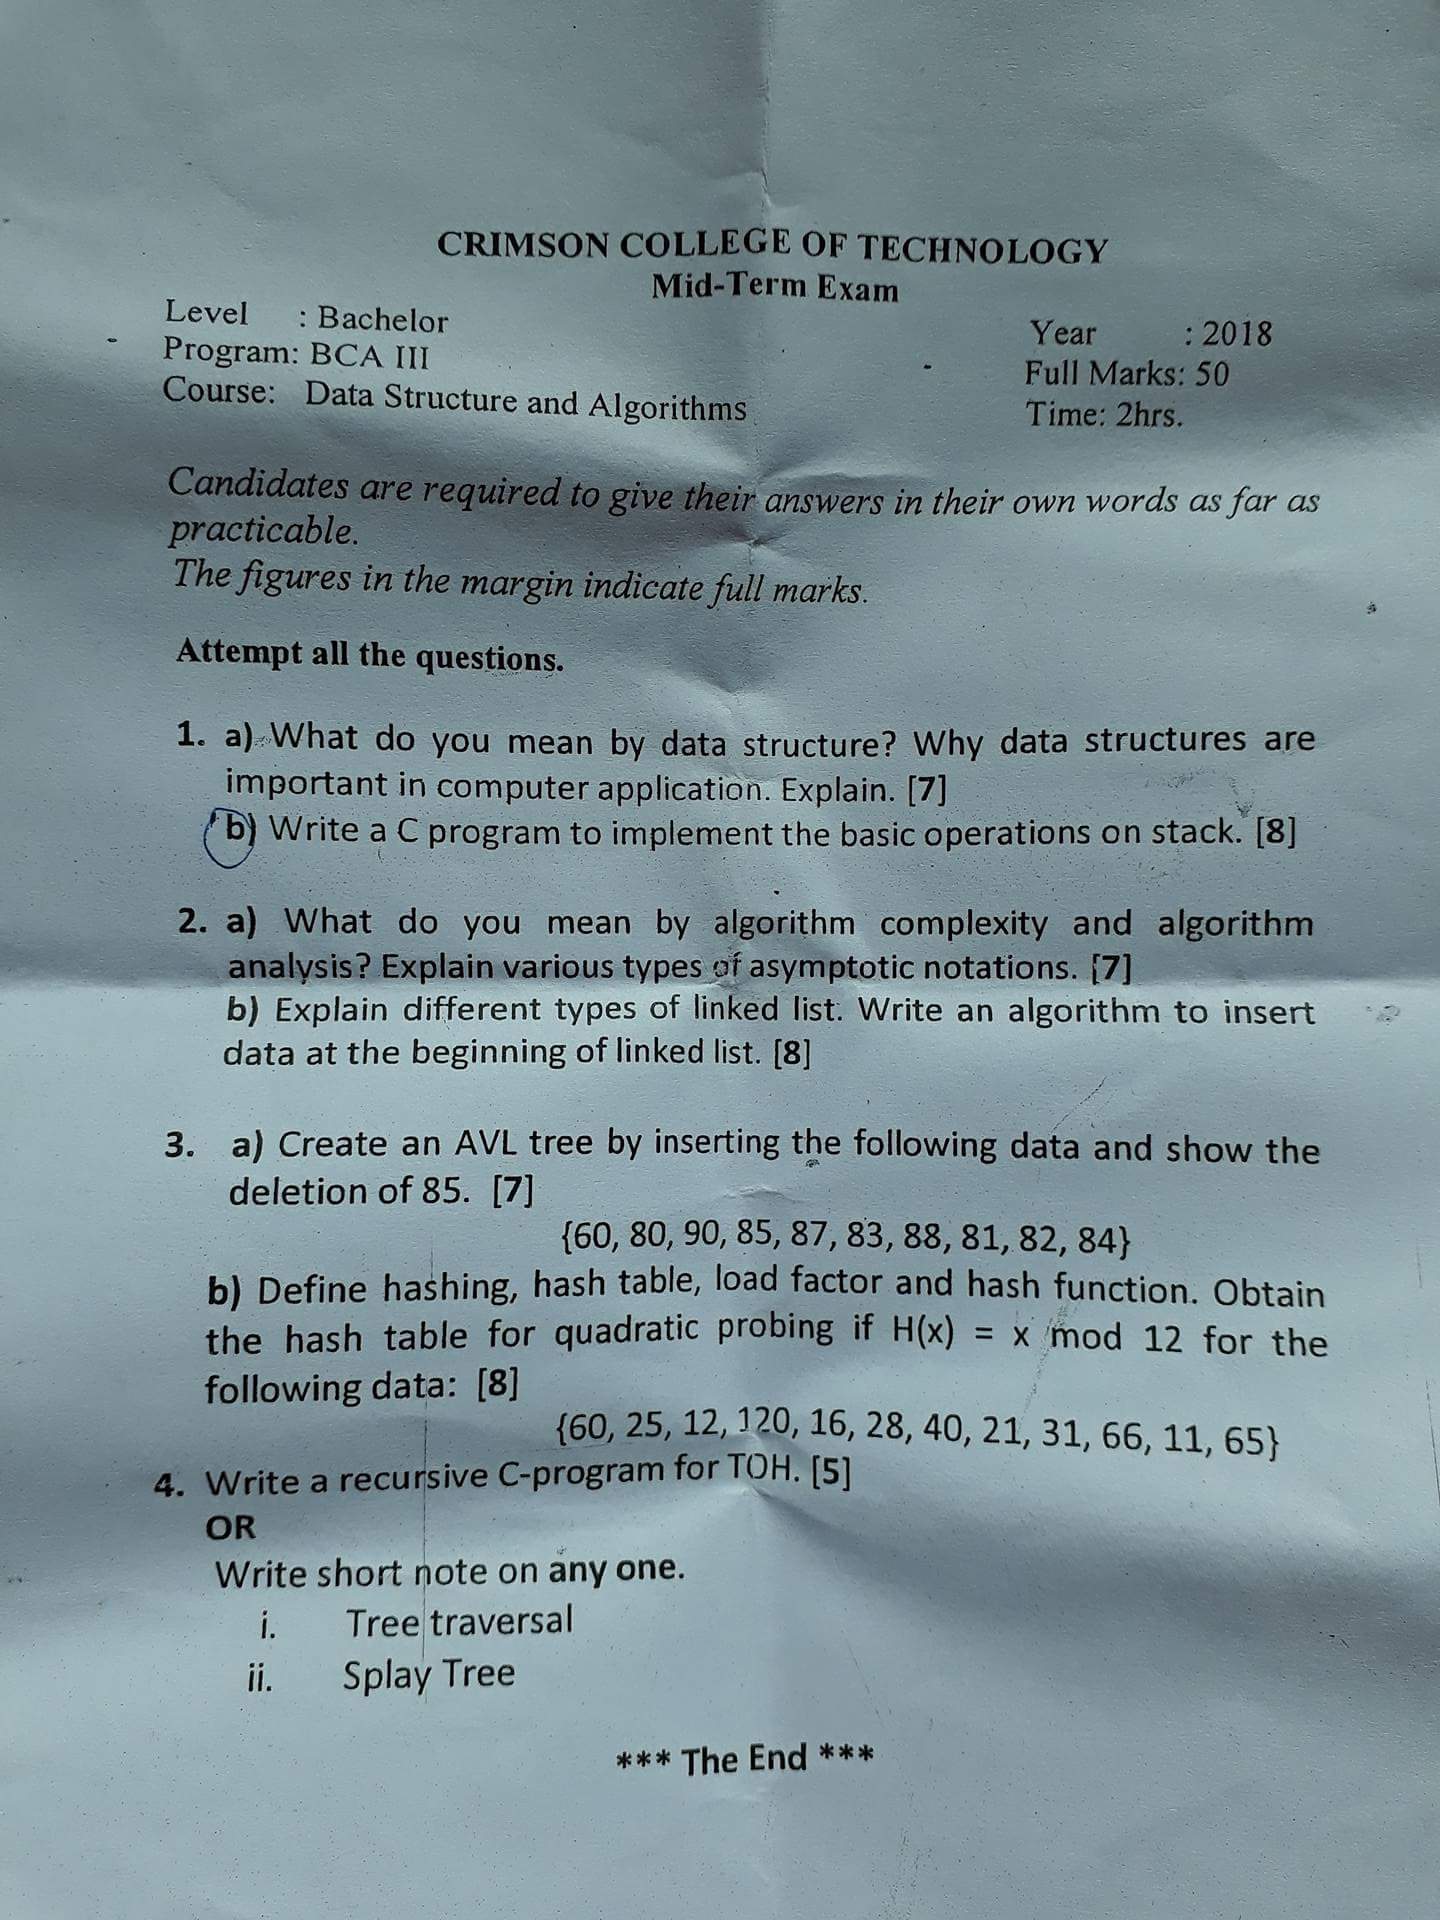 CRIMSON COLLEGE OF TECHNOLOGY
Mid-Term Exam
Level : Bachelor
Program: BCA III
Course: Data Structure and Algorithms
Year : 2018
Full Marks: 50
Time: 2hrs.
Candidates are required to give their answers in their own words as far as
practicable.
The figures in the margin indicate full marks.
Attempt all the questions.
1. a) What do you mean by data structure? Why data structures are
important in computer application. Explain. [7]
b) Write a C program to implement the basic operations on stack. [8]
2. a) What do you mean by algorithm complexity and algorithm
analysis? Explain various types of asymptotic notations. [7]
b) Explain different types of linked list. Write an algorithm to insert
data at the beginning of linked list. [8]
3. a) Create an AVL tree by inserting the following data and show the
deletion of 85. [7]
{60, 80, 90, 85, 87, 83, 88, 81, 82, 84}
b) Define hashing, hash table, load factor and hash function. Obtain
the hash table for quadratic probing if H(x) = x mod 12 for the
following data: [8]
{60, 25, 12, 120, 16, 28, 40, 21, 31, 66, 11, 65}
4. Write a recursive C-program for TOH. [5]
OR
Write short note on any one.
i. Tree traversal
ii. Splay Tree
*** The End ***